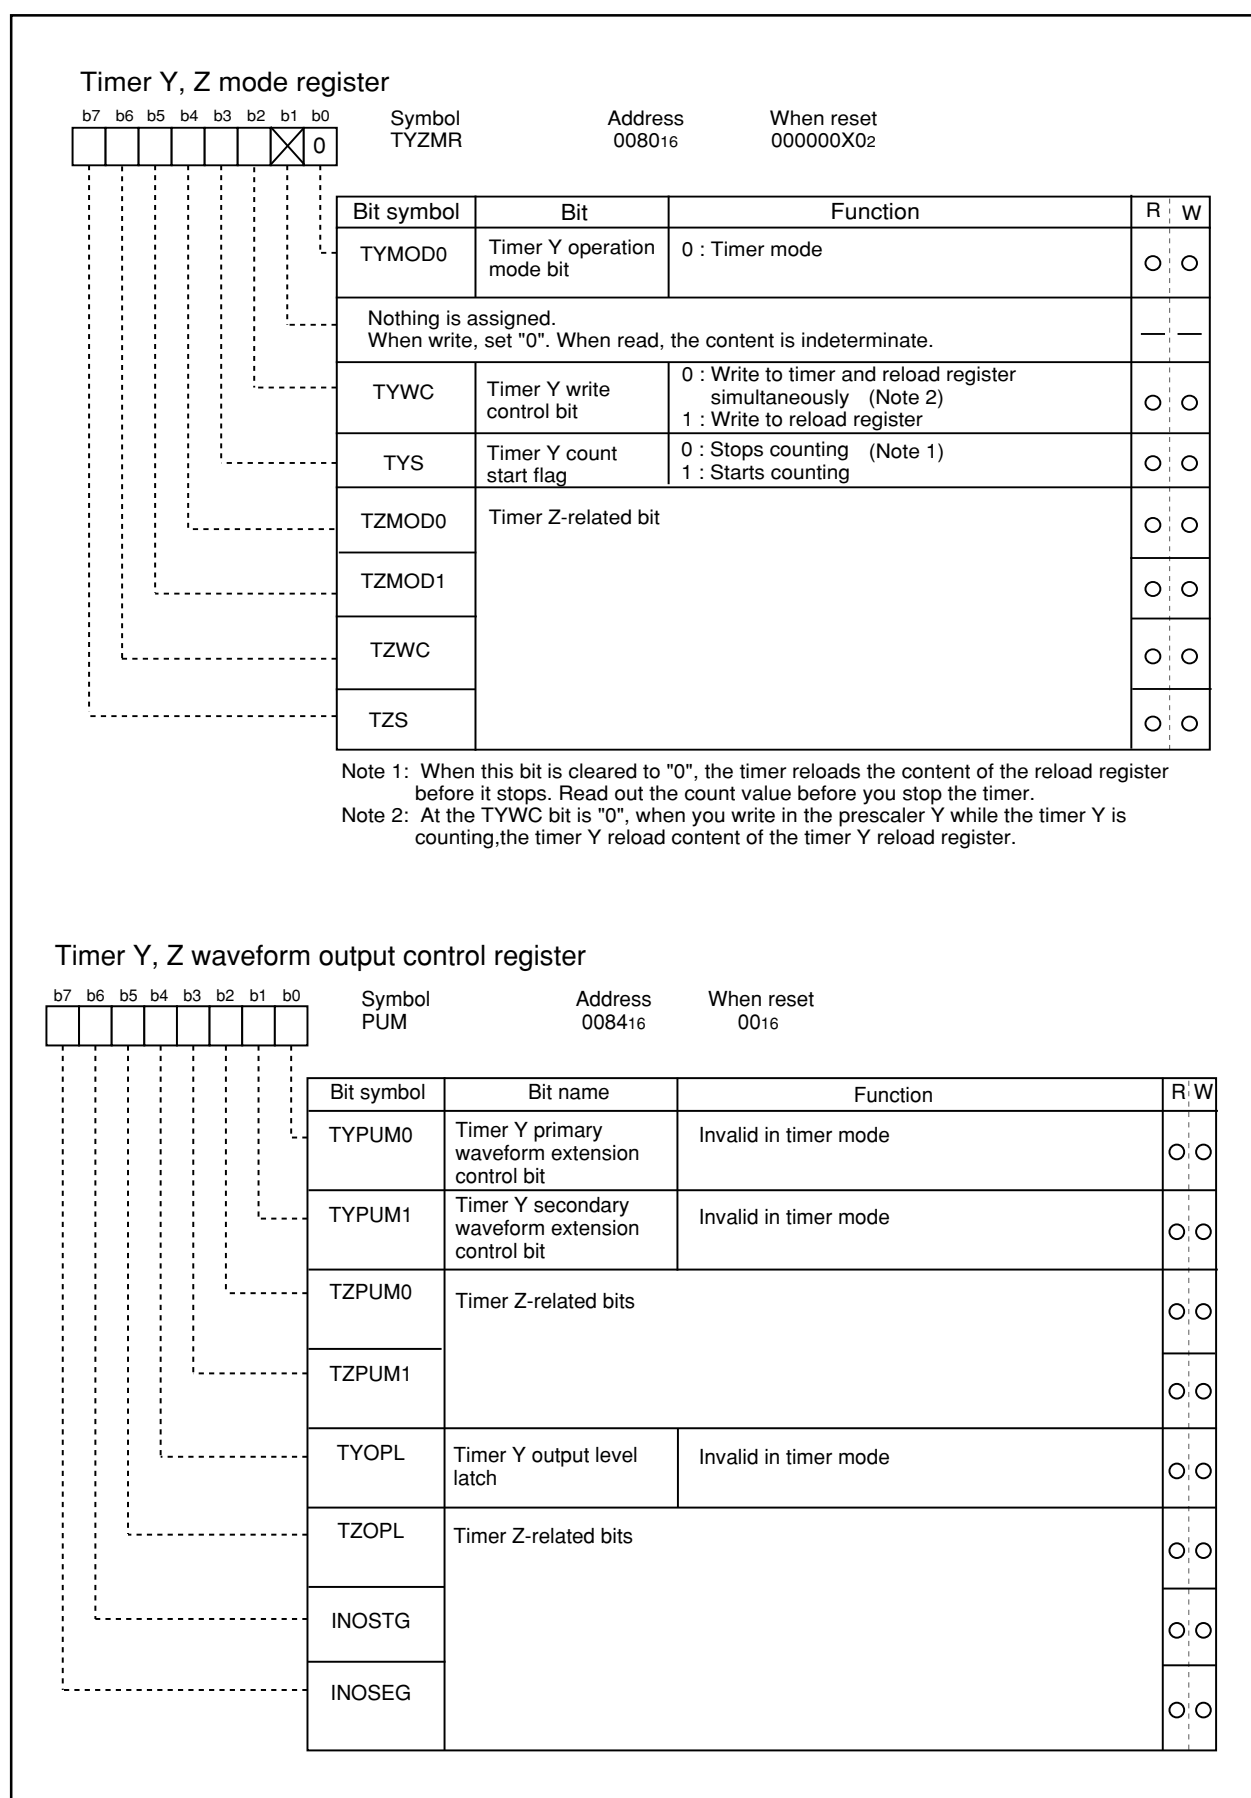 Timer Y, Z mode register
b7 b6 b5 b4 b3 b2 b1 b0
Symbol Address When reset
TYZMR 008016 000000X02
0
Bit symbol Bit Function R W
TYMOD0 Timer Y operation mode bit 0 : Timer mode
Nothing is assigned.
When write, set "0". When read, the content is indeterminate.
TYWC Timer Y write control bit 0 : Write to timer and reload register
simultaneously (Note 2)
1 : Write to reload register
TYS Timer Y count start flag 0 : Stops counting (Note 1)
1 : Starts counting
TZMOD0 Timer Z-related bit
TZMOD1
TZWC
TZS
Note 1: When this bit is cleared to "0", the timer reloads the content of the reload register
before it stops. Read out the count value before you stop the timer.
Note 2: At the TYWC bit is "0", when you write in the prescaler Y while the timer Y is
counting,the timer Y reload content of the timer Y reload register.
Timer Y, Z waveform output control register
b7 b6 b5 b4 b3 b2 b1 b0
Symbol Address When reset
PUM 008416 0016
Bit symbol Bit name Function R W
TYPUM0 Timer Y primary waveform extension control bit Invalid in timer mode
TYPUM1 Timer Y secondary waveform extension control bit Invalid in timer mode
TZPUM0 Timer Z-related bits
TZPUM1
TYOPL Timer Y output level latch Invalid in timer mode
TZOPL Timer Z-related bits
INOSTG
INOSEG